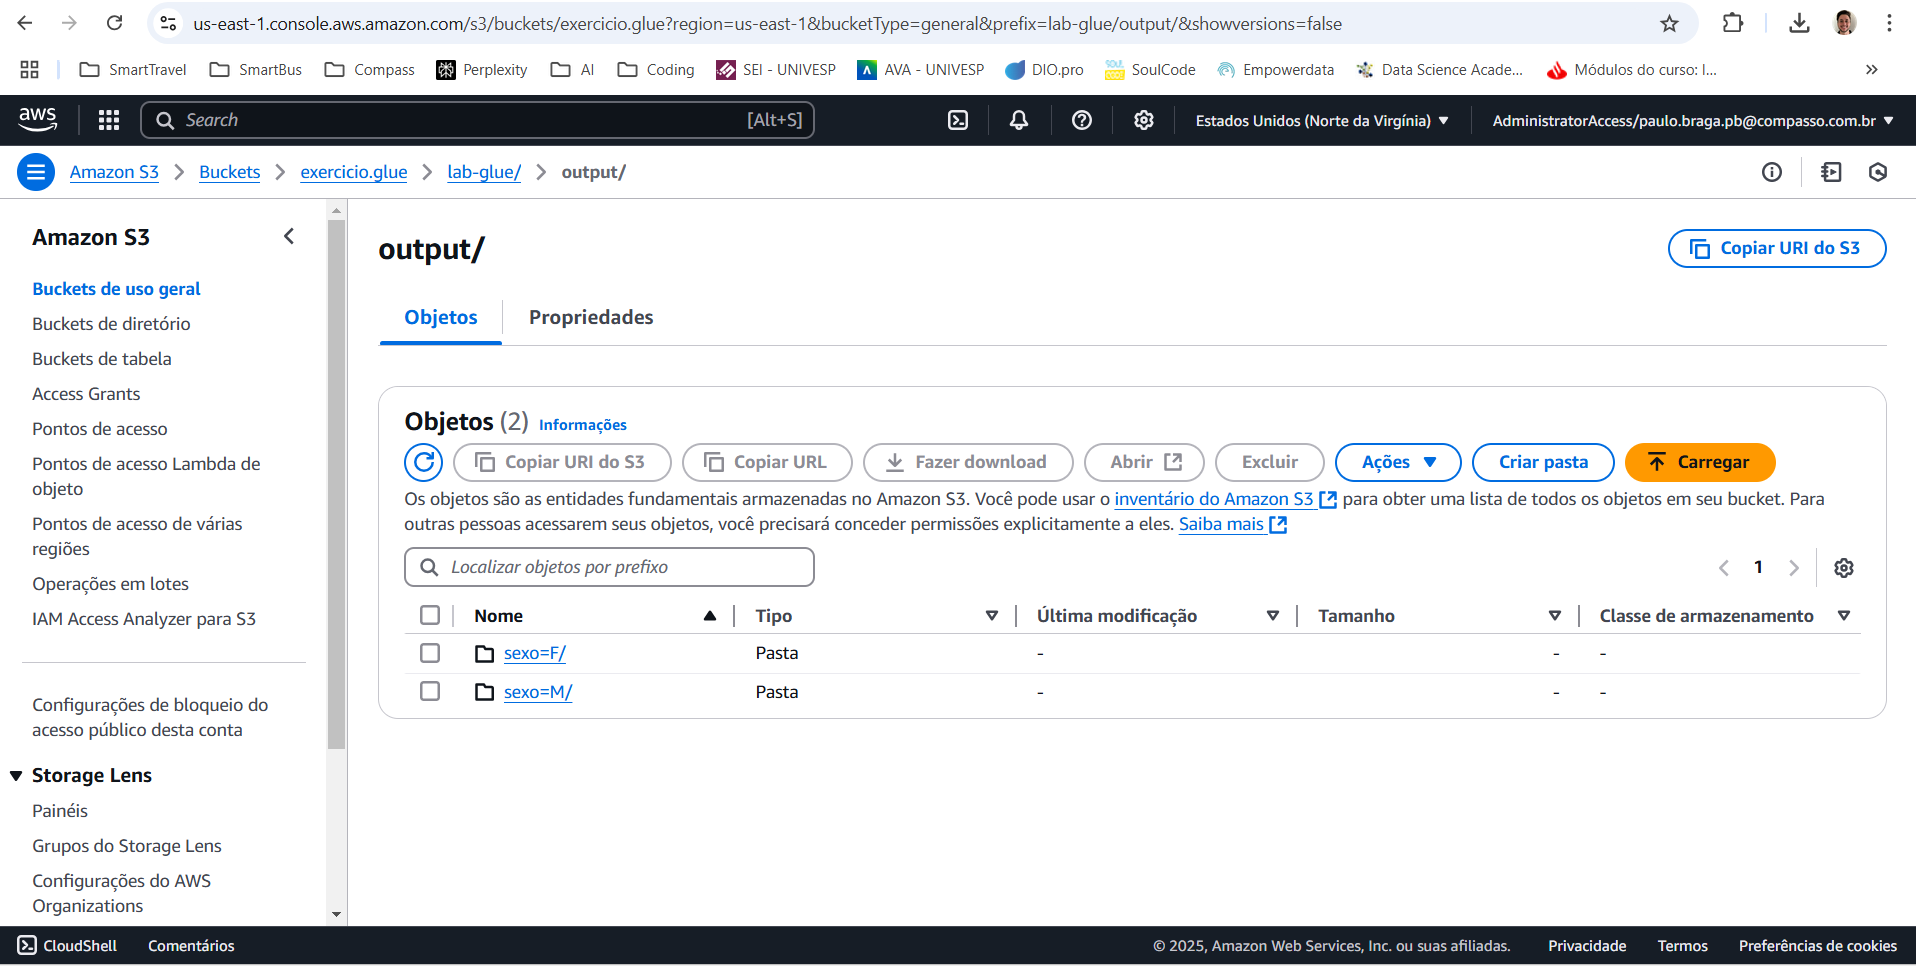 us-east-1.console.aws.amazon.com/s3/buckets/exercicio.glue?region=us-east-1&bucketType=general&prefix=lab-glue/output/&showversions=false
SmartTravel SmartBus Compass Perplexity AI Coding SEI - UNIVESP AVA - UNIVESP DIO.pro SoulCode Empowerdata Data Science Acade... Módulos do curso: I...
aws Search [Alt+S] Estados Unidos (Norte da Virgínia) AdministratorAccess/paulo.braga.pb@compasso.com.br
Amazon S3 Buckets exercicio.glue lab-glue/ output/
Amazon S3
Buckets de uso geral
Buckets de diretório
Buckets de tabela
Access Grants
Pontos de acesso
Pontos de acesso Lambda de
objeto
Pontos de acesso de várias
regiões
Operações em lotes
IAM Access Analyzer para S3
Configurações de bloqueio do
acesso público desta conta
Storage Lens
Painéis
Grupos do Storage Lens
Configurações do AWS
Organizations
output/
Copiar URI do S3
Objetos Propriedades
Objetos (2) Informações
Copiar URI do S3 Copiar URL Fazer download Abrir Excluir Ações Criar pasta Carregar
Os objetos são as entidades fundamentais armazenadas no Amazon S3. Você pode usar o inventário do Amazon S3 para obter uma lista de todos os objetos em seu bucket. Para
outras pessoas acessarem seus objetos, você precisará conceder permissões explicitamente a eles. Saiba mais
Localizar objetos por prefixo
1
Nome Tipo Última modificação Tamanho Classe de armazenamento
sexo=F/ Pasta - - -
sexo=M/ Pasta - - -
CloudShell Comentários © 2025, Amazon Web Services, Inc. ou suas afiliadas. Privacidade Termos Preferências de cookies